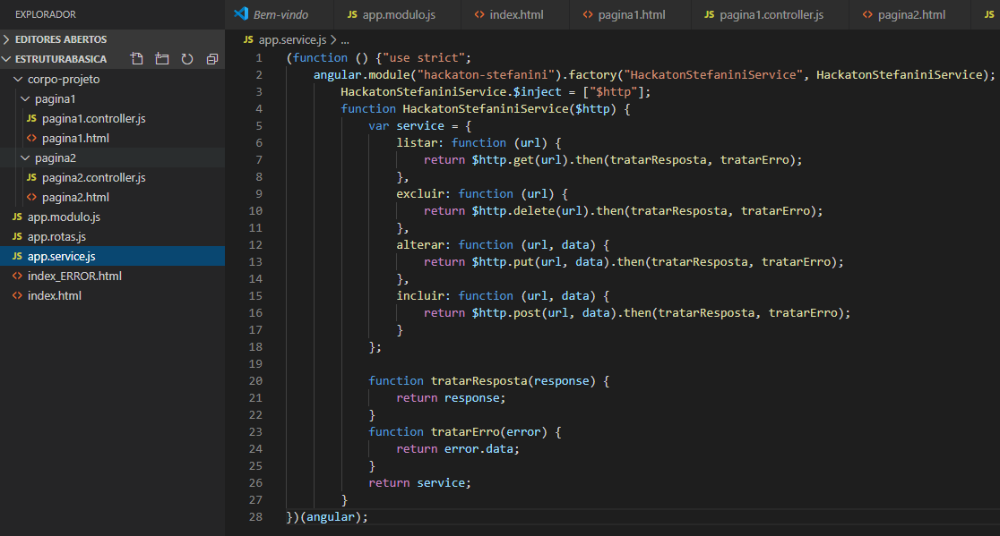 EXPLORADOR
EDITORES ABERTOS
ESTRUTURABASICA
corpo-projeto
pagina1
JS pagina1.controller.js
<> pagina1.html
pagina2
JS pagina2.controller.js
<> pagina2.html
JS app.modulo.js
JS app.rotas.js
JS app.service.js
<> index_ERROR.html
<> index.html
Bem-vindo JS app.modulo.js <> index.html <> pagina1.html JS pagina1.controller.js <> pagina2.html JS
JS app.service.js > ...
1 (function () {"use strict";
2 angular.module("hackaton-stefanini").factory("HackatonStefaniniService", HackatonStefaniniService);
3 HackatonStefaniniService.$inject = ["$http"];
4 function HackatonStefaniniService($http) {
5 var service = {
6 listar: function (url) {
7 return $http.get(url).then(tratarResposta, tratarErro);
8 },
9 excluir: function (url) {
10 return $http.delete(url).then(tratarResposta, tratarErro);
11 },
12 alterar: function (url, data) {
13 return $http.put(url, data).then(tratarResposta, tratarErro);
14 },
15 incluir: function (url, data) {
16 return $http.post(url, data).then(tratarResposta, tratarErro);
17 }
18 };
19
20 function tratarResposta(response) {
21 return response;
22 }
23 function tratarErro(error) {
24 return error.data;
25 }
26 return service;
27 }
28 })(angular);